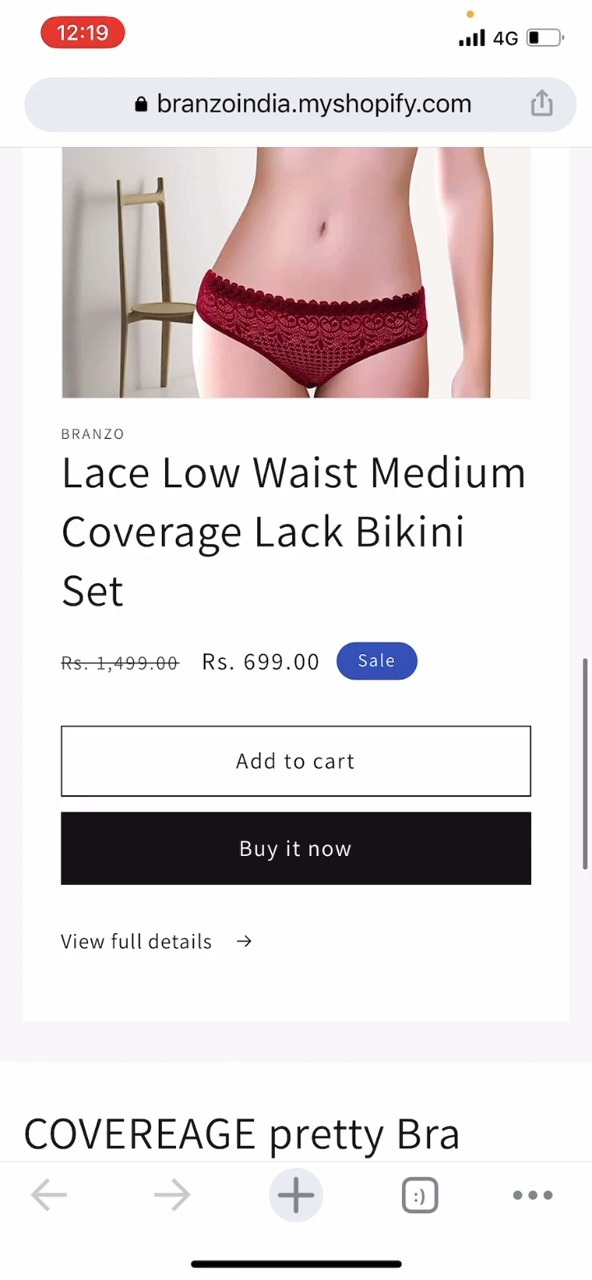 12:19
4G
branzoindia.myshopify.com
BRANZO
Lace Low Waist Medium
Coverage Lack Bikini
Set
Rs. 1,499.00 Rs. 699.00 Sale
Add to cart
Buy it now
View full details →
COVEREAGE pretty Bra
:)